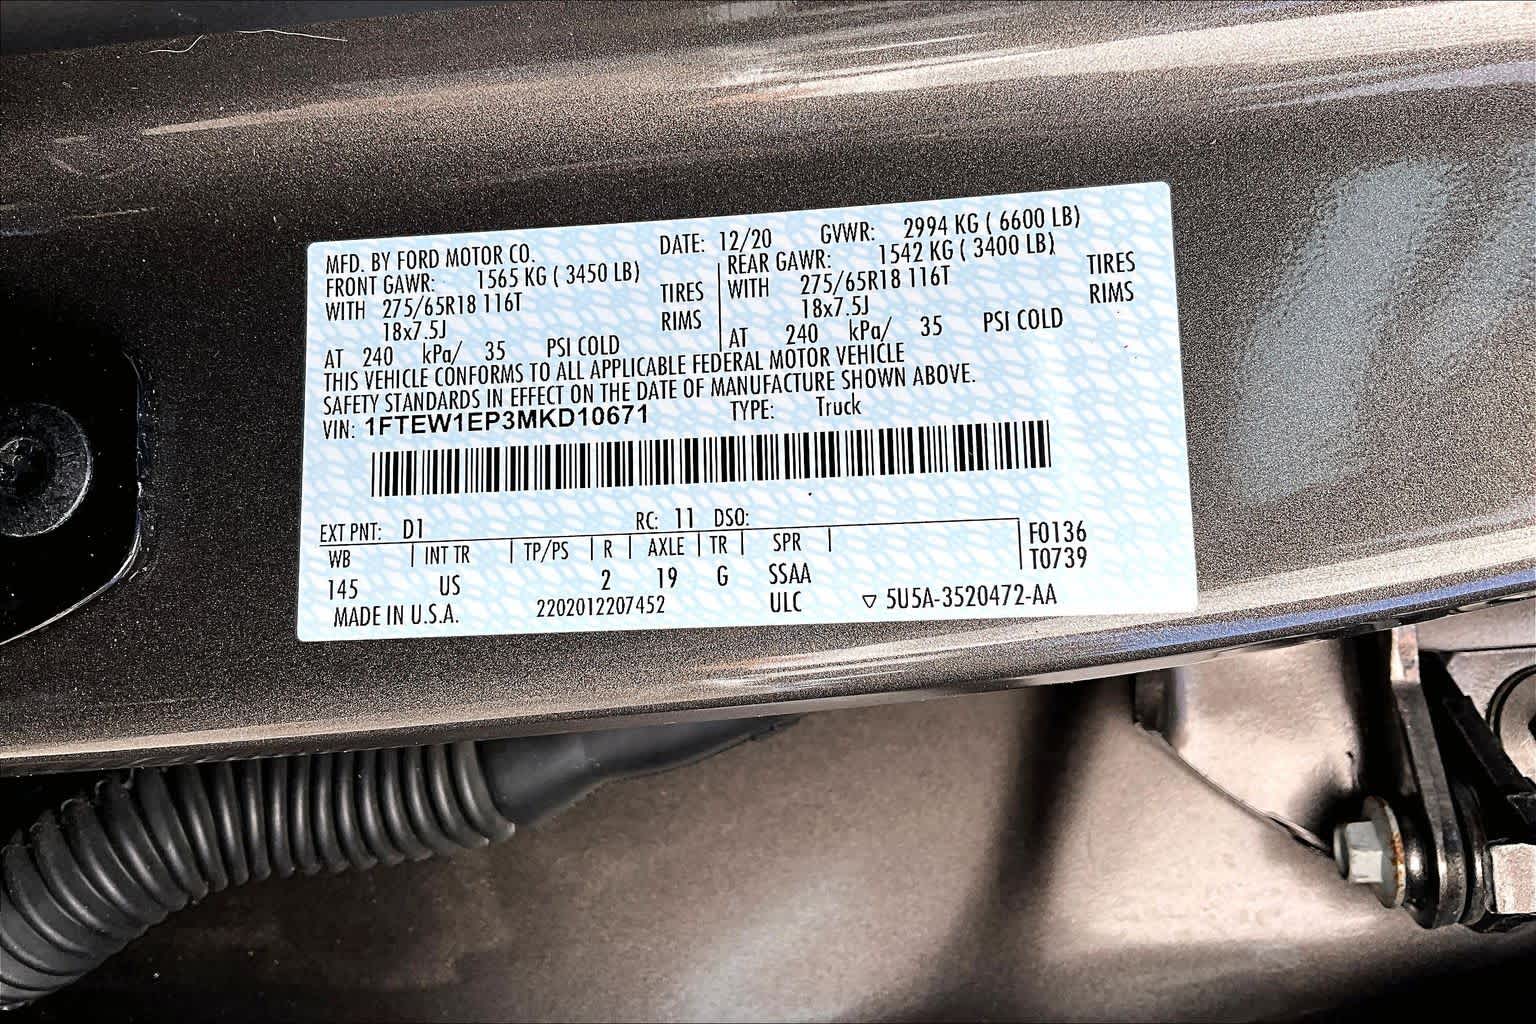 MFD. BY FORD MOTOR CO. DATE: 12/20 GVWR: 2994 KG ( 6600 LB)
FRONT GAWR: 1565 KG ( 3450 LB) REAR GAWR: 1542 KG ( 3400 LB)
WITH 275/65R18 116T TIRES WITH 275/65R18 116T TIRES
18x7.5J RIMS 18x7.5J RIMS
AT 240 kPa/ 35 PSI COLD AT 240 kPa/ 35 PSI COLD
THIS VEHICLE CONFORMS TO ALL APPLICABLE FEDERAL MOTOR VEHICLE
SAFETY STANDARDS IN EFFECT ON THE DATE OF MANUFACTURE SHOWN ABOVE.
VIN: 1FTEW1EP3MKD10671 TYPE: Truck
EXT PNT: D1 RC: 11 DSO:
WB INT TR TP/PS R AXLE TR SPR F0136
145 US 2 19 G SSAA T0739
MADE IN U.S.A. 2202012207452 ULC ▽ 5U5A-3520472-AA